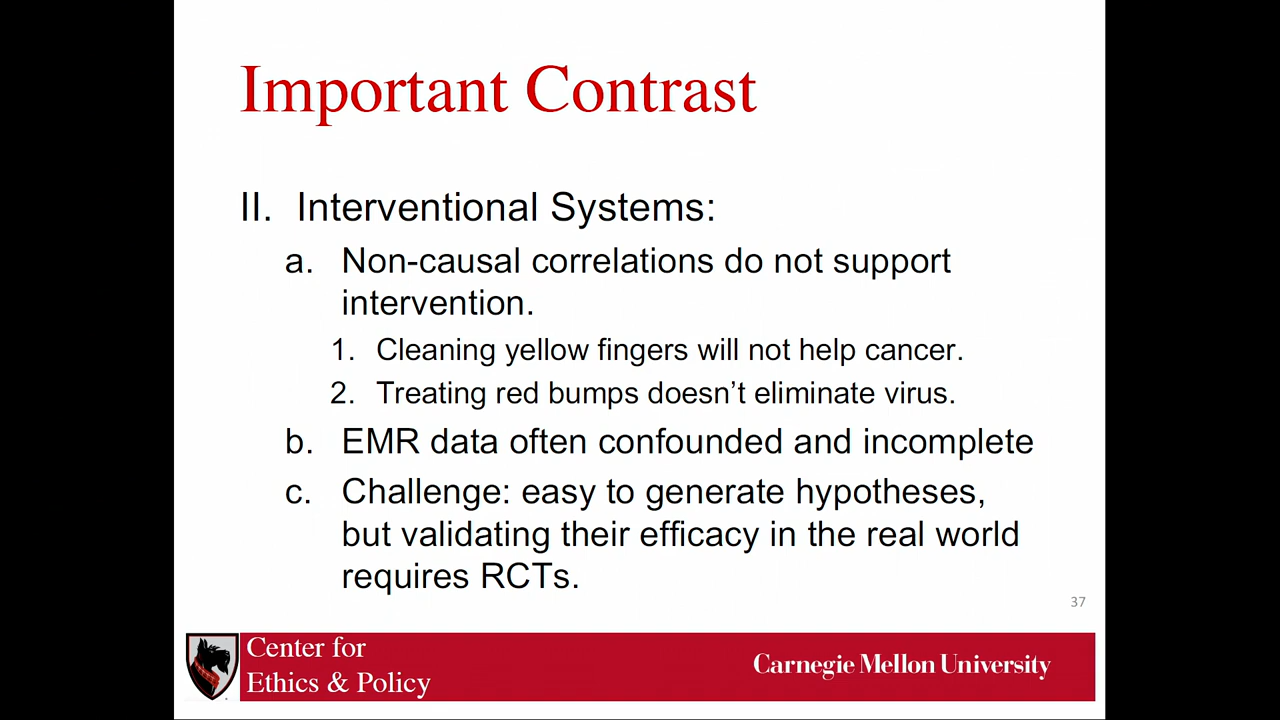 Important Contrast
II. Interventional Systems:
a. Non-causal correlations do not support
intervention.
1. Cleaning yellow fingers will not help cancer.
2. Treating red bumps doesn’t eliminate virus.
b. EMR data often confounded and incomplete
c. Challenge: easy to generate hypotheses,
but validating their efficacy in the real world
requires RCTs.
37
Center for
Ethics & Policy
Carnegie Mellon University